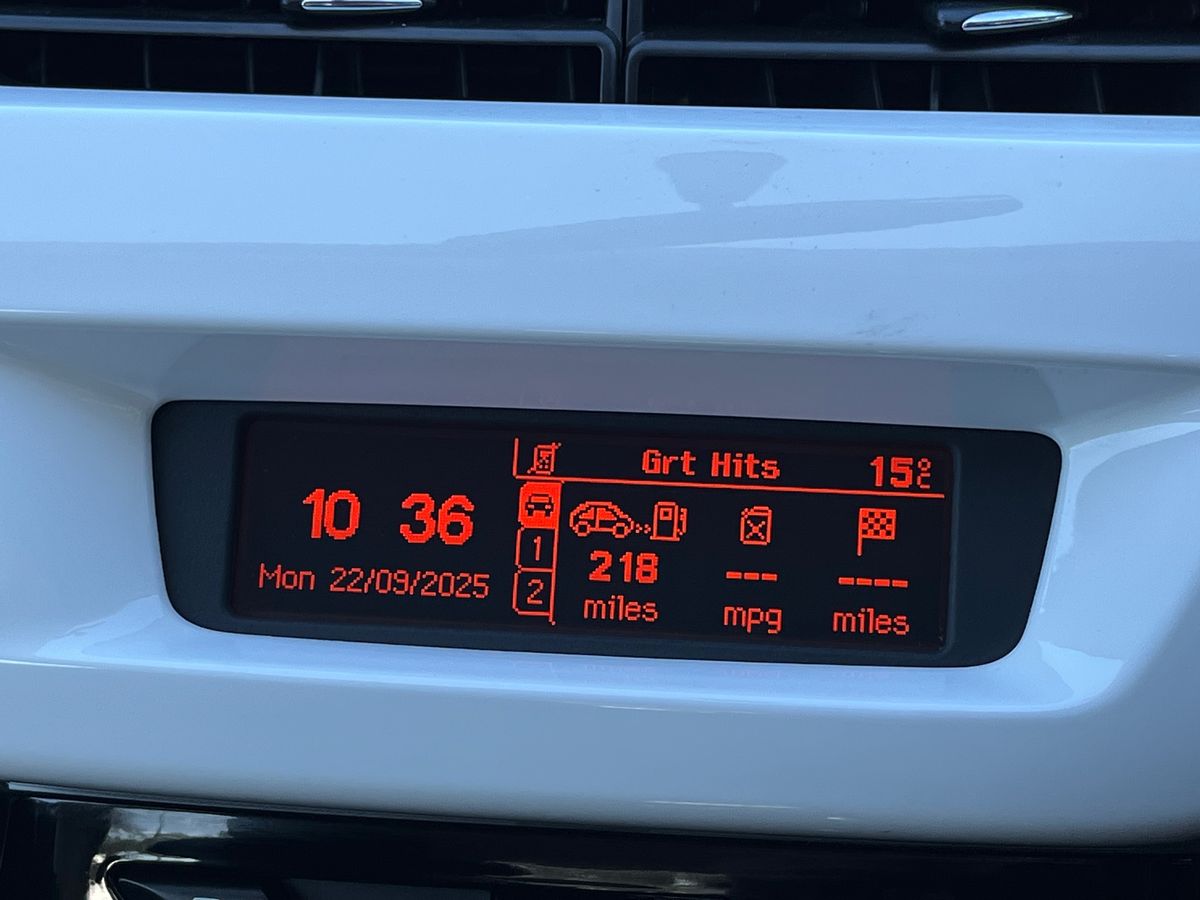 10 36
Mon 22/09/2025
Grt Hits 15°C
1
2
218 --- ----
miles mpg miles